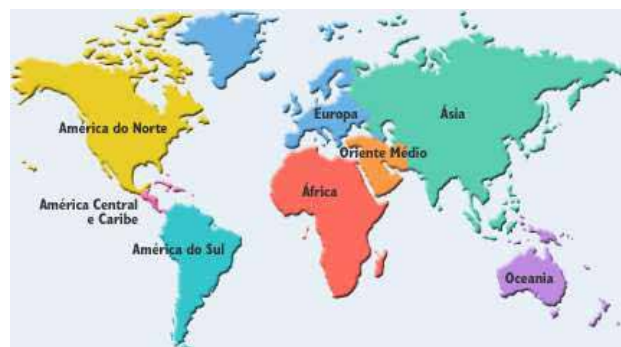 América do Norte
Europa
Ásia
Oriente Médio
África
América Central
e Caribe
América do Sul
Oceania